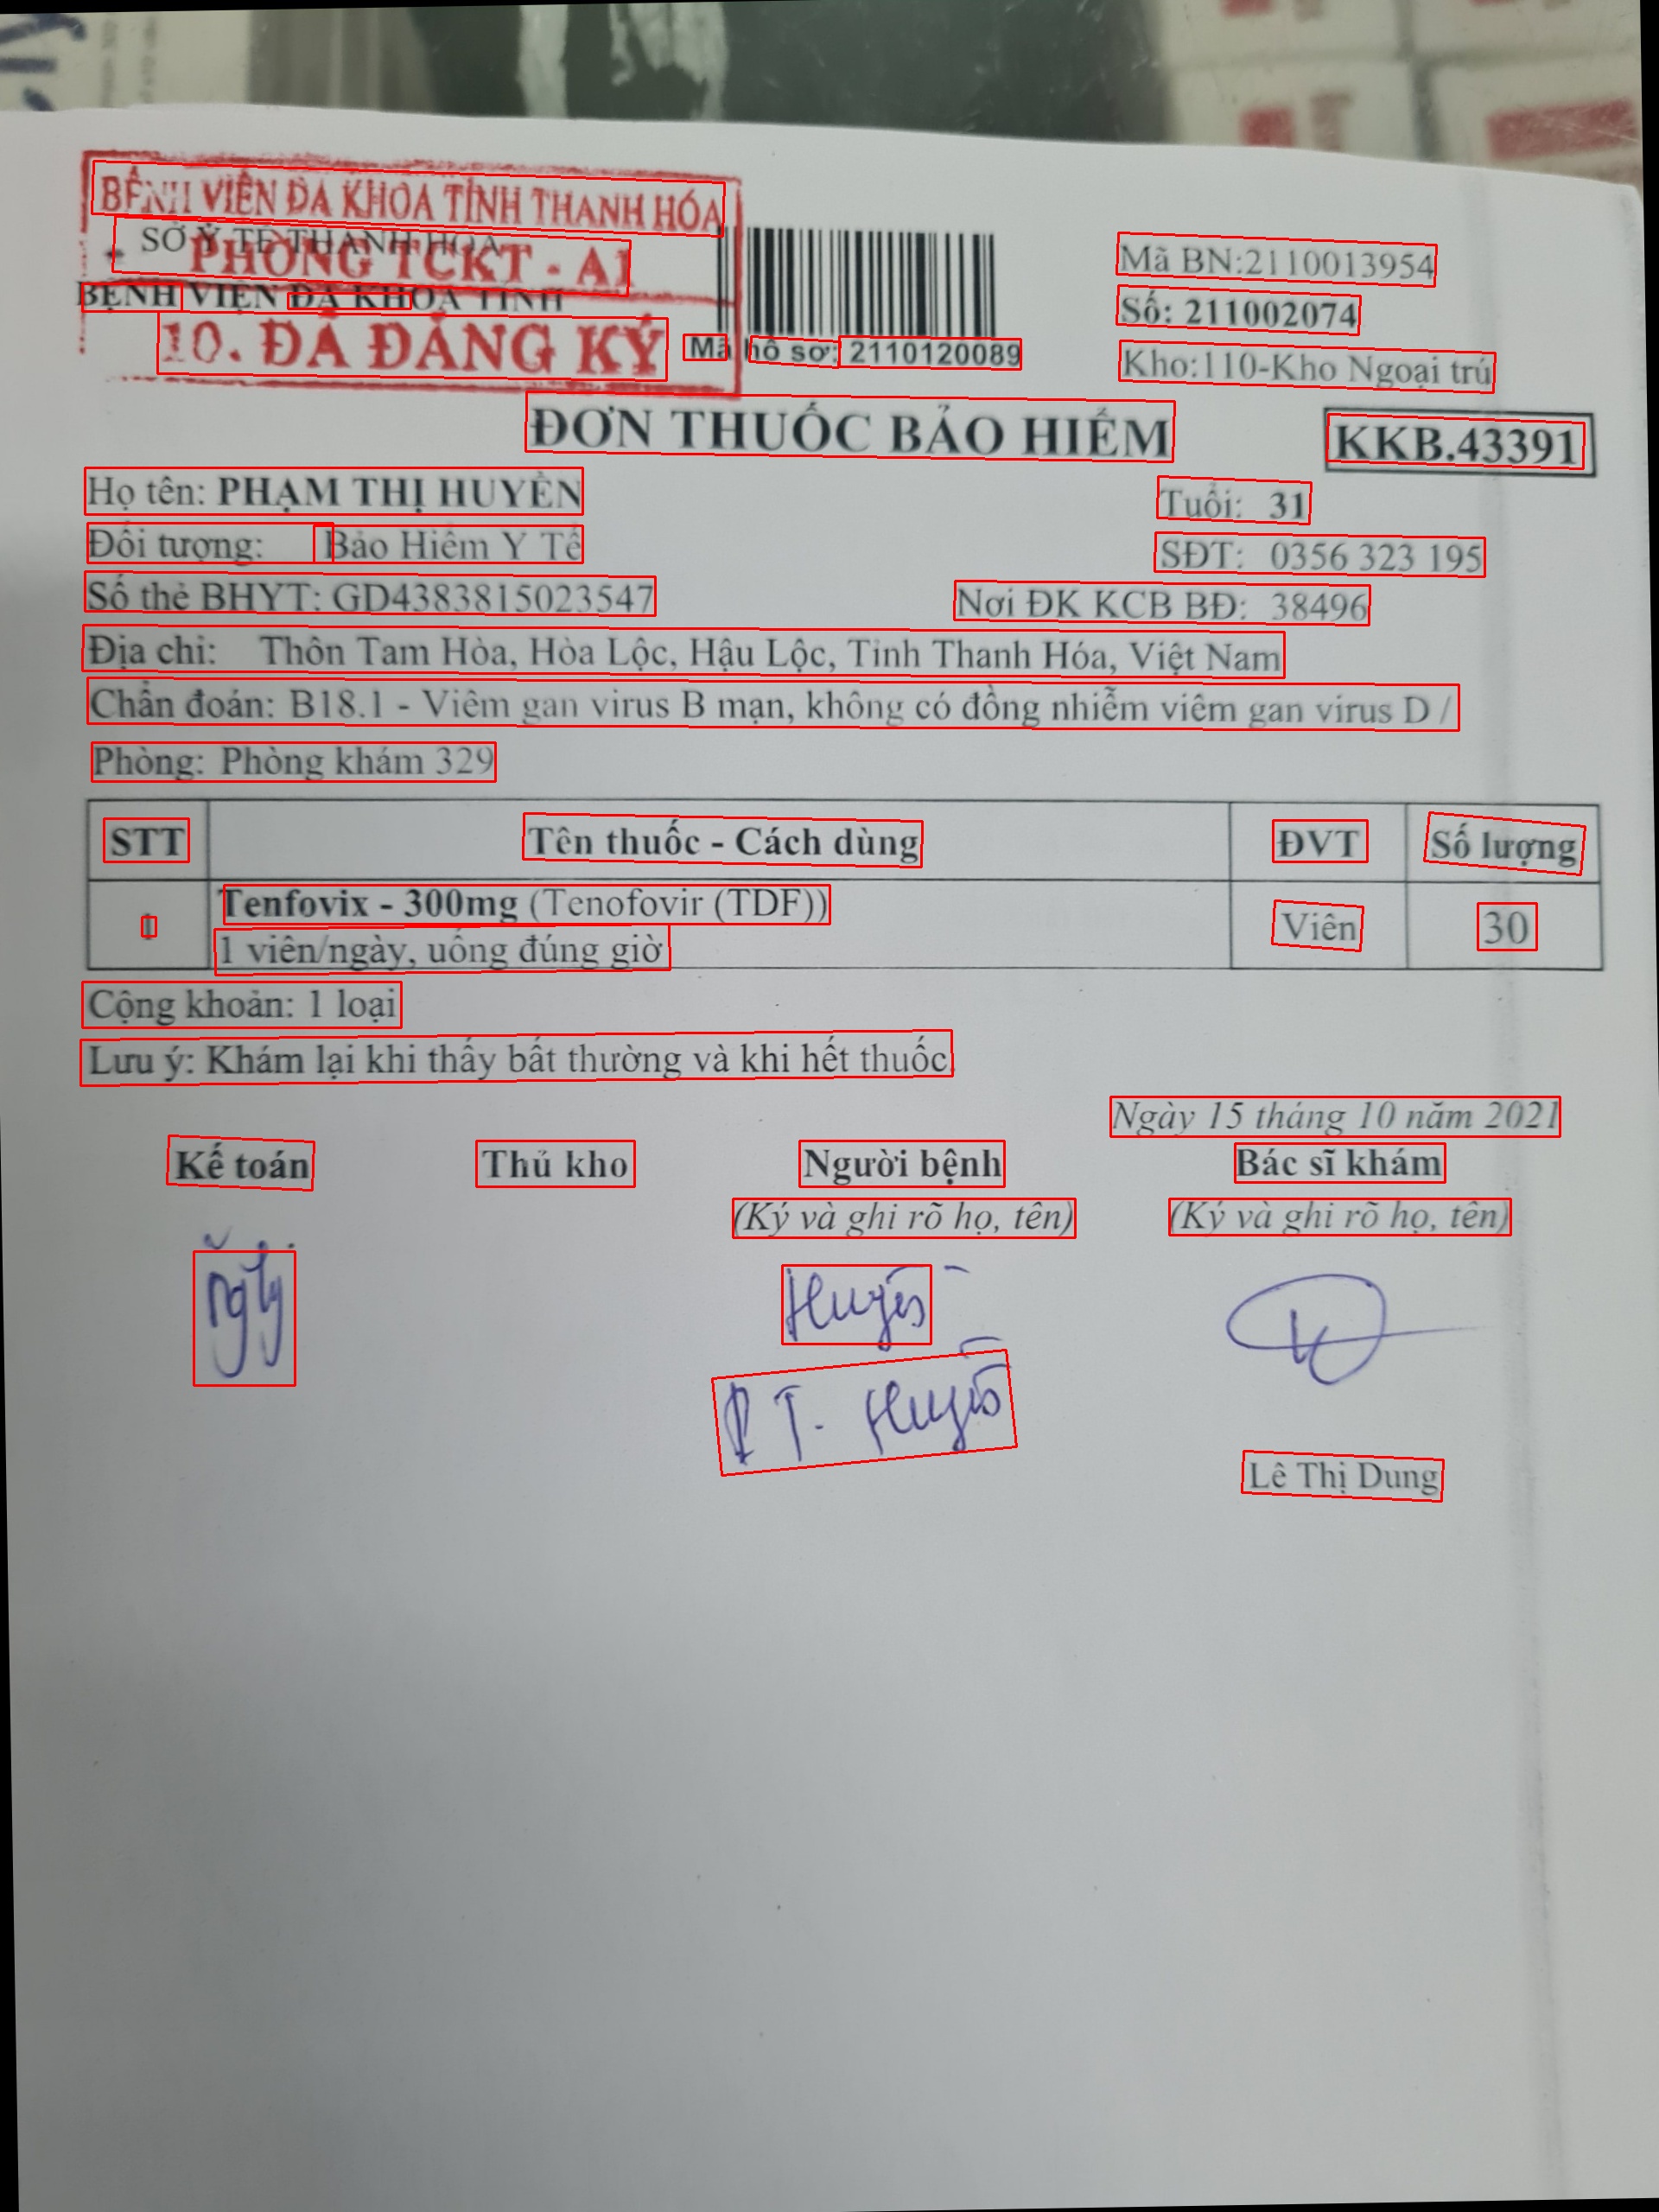 BỆNH VIỆN ĐA KHOA TỈNH THANH HÓA
SỞ Y TẾ THANH HÓA
PHÒNG TCKT - A1
BỆNH VIỆN ĐA KHOA TỈNH
10. ĐÃ ĐĂNG KÝ
Mã hồ sơ: 2110120089
Mã BN:2110013954
Số: 211002074
Kho:110-Kho Ngoại trú
ĐƠN THUỐC BẢO HIỂM
KKB.43391
Họ tên: PHẠM THỊ HUYỀN Tuổi: 31
Đối tượng: Bảo Hiểm Y Tế SĐT: 0356 323 195
Số thẻ BHYT: GD4383815023547 Nơi ĐK KCB BĐ: 38496
Địa chỉ: Thôn Tam Hòa, Hòa Lộc, Hậu Lộc, Tỉnh Thanh Hóa, Việt Nam
Chẩn đoán: B18.1 - Viêm gan virus B mạn, không có đồng nhiễm viêm gan virus D /
Phòng: Phòng khám 329
STT Tên thuốc - Cách dùng ĐVT Số lượng
1 Tenfovix - 300mg (Tenofovir (TDF)) Viên 30
1 viên/ngày, uống đúng giờ
Cộng khoản: 1 loại
Lưu ý: Khám lại khi thấy bất thường và khi hết thuốc.
Ngày 15 tháng 10 năm 2021
Kế toán Thủ kho Người bệnh Bác sĩ khám
(Ký và ghi rõ họ, tên) (Ký và ghi rõ họ, tên)
Huyền
P T. Huyền
Lê Thị Dung